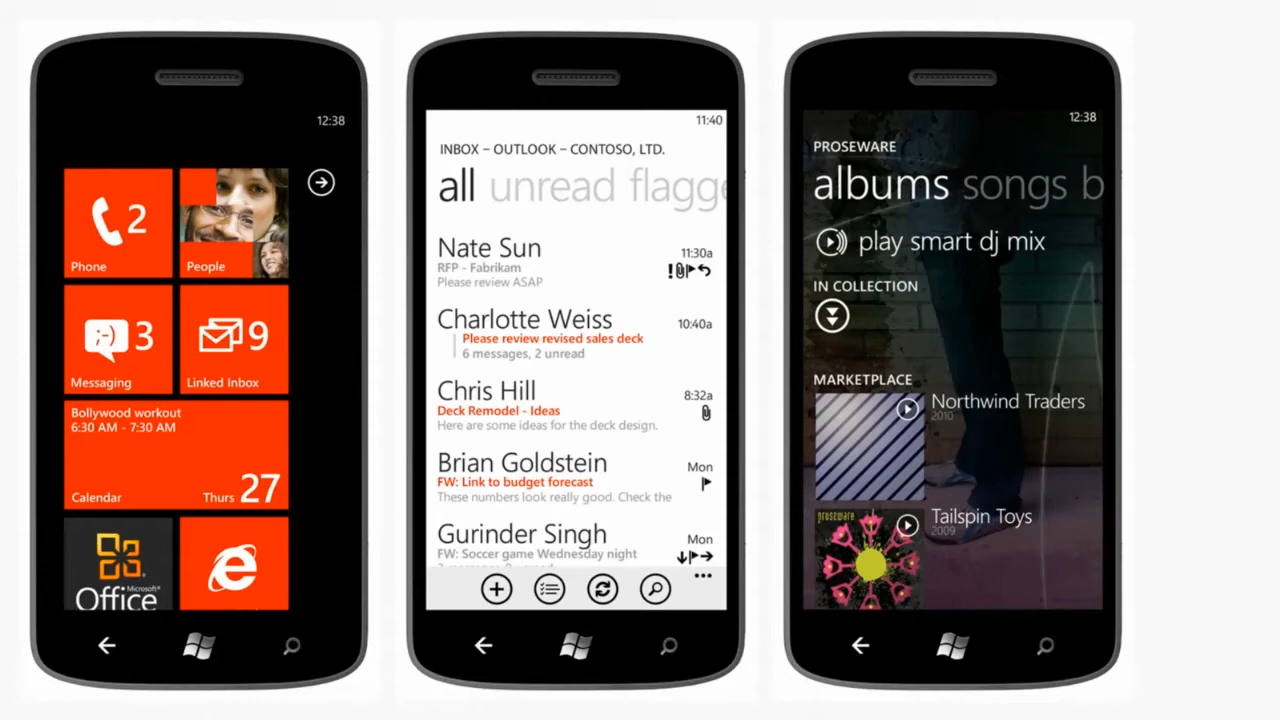 12:38
2
Phone
People
3
Messaging
9
Linked Inbox
Bollywood workout
6:30 AM - 7:30 AM
Calendar
Thurs 27
Microsoft®
Office
11:40
INBOX – OUTLOOK – CONTOSO, LTD.
all unread flagge
Nate Sun
11:30a
RFP - Fabrikam
Please review ASAP
Charlotte Weiss
10:40a
Please review revised sales deck
6 messages, 2 unread
Chris Hill
8:32a
Deck Remodel - Ideas
Here are some ideas for the deck design.
Brian Goldstein
Mon
FW: Link to budget forecast
These numbers look really good. Check the
Gurinder Singh
Mon
FW: Soccer game Wednesday night
12:38
PROSEWARE
albums songs b
play smart dj mix
IN COLLECTION
MARKETPLACE
Northwind Traders
2010
proseware
Tailspin Toys
2009